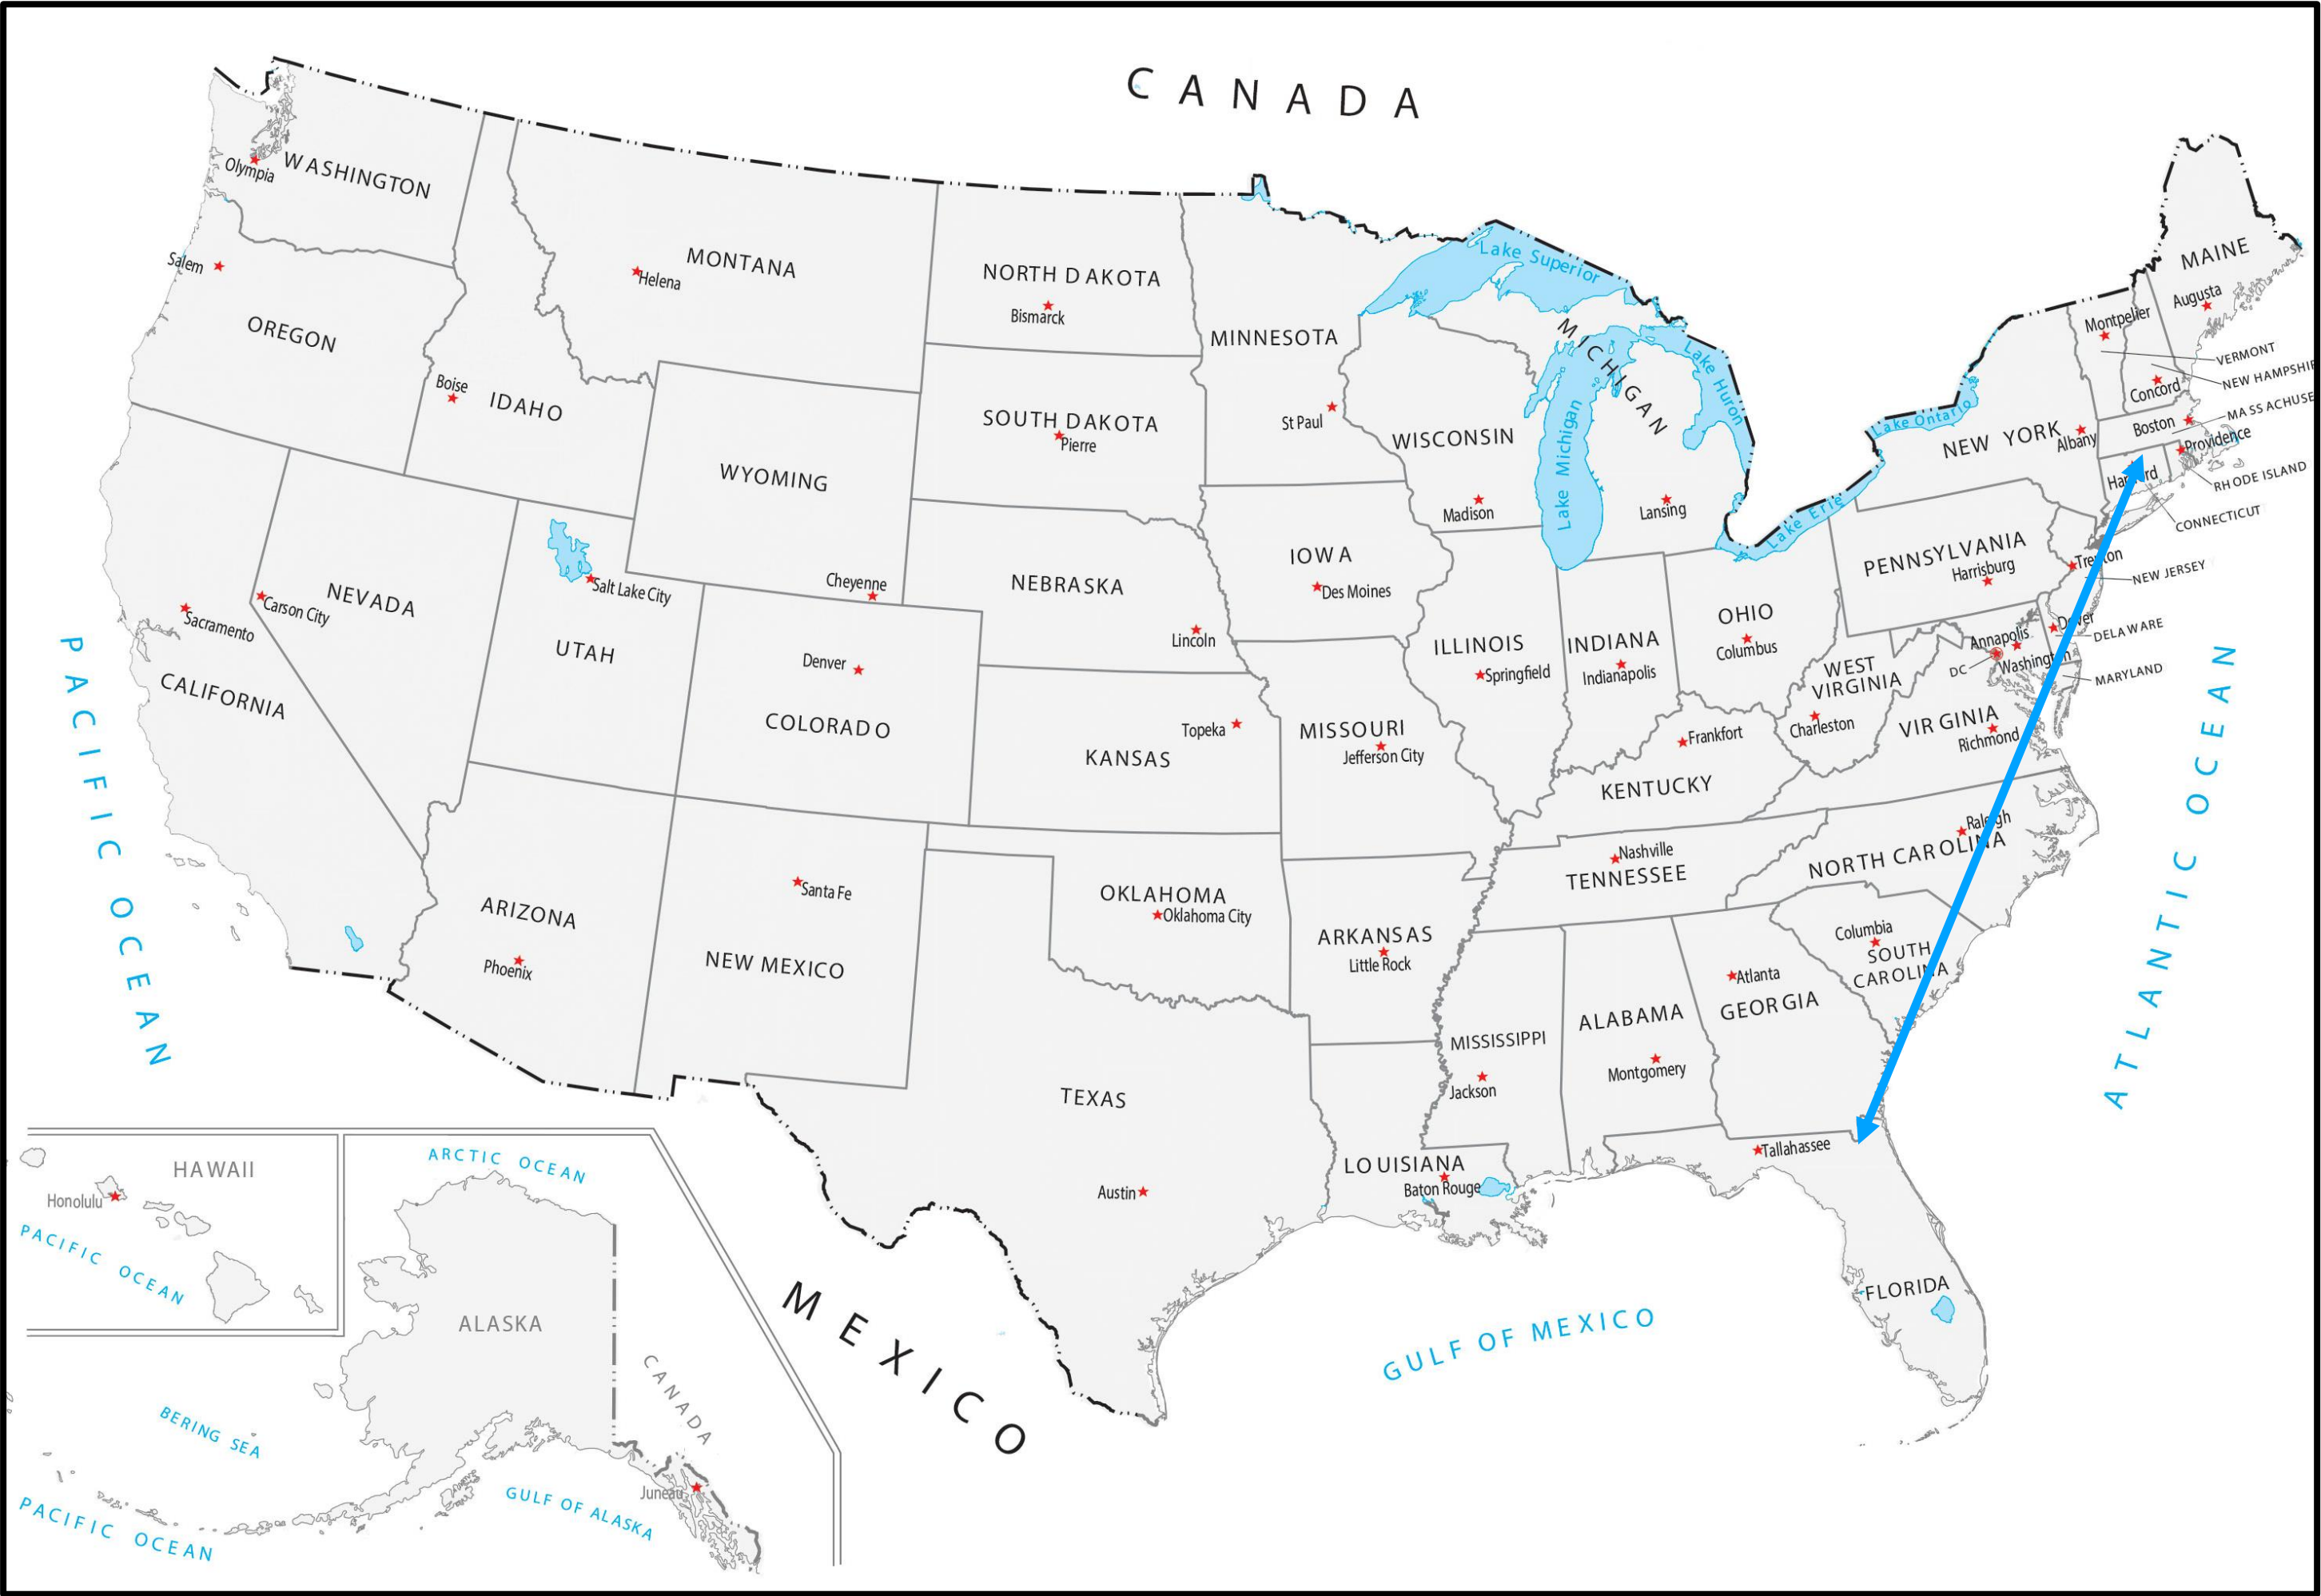 CANADA
WASHINGTON
Olympia
Salem
OREGON
MONTANA
Helena
Boise
IDAHO
NORTH DAKOTA
Bismarck
MINNESOTA
St Paul
SOUTH DAKOTA
Pierre
WYOMING
Cheyenne
WISCONSIN
Madison
Lake Superior
MICHIGAN
Lake Michigan
Lake Huron
Lansing
Lake Ontario
Lake Erie
NEW YORK
Albany
MAINE
Augusta
Montpelier
VERMONT
NEW HAMPSHIR
Concord
MASSACHUSE
Boston
Providence
RHODE ISLAND
CONNECTICUT
PENNSYLVANIA
Harrisburg
Trenton
NEW JERSEY
Dover
DELAWARE
Annapolis
Washington
DC
MARYLAND
NEVADA
Carson City
Sacramento
CALIFORNIA
Salt Lake City
UTAH
Denver
COLORADO
NEBRASKA
Lincoln
IOWA
Des Moines
ILLINOIS
Springfield
INDIANA
Indianapolis
OHIO
Columbus
WEST
VIRGINIA
Charleston
VIRGINIA
Richmond
KANSAS
Topeka
MISSOURI
Jefferson City
KENTUCKY
Frankfort
Nashville
TENNESSEE
Raleigh
NORTH CAROLINA
Columbia
SOUTH
CAROLINA
ARIZONA
Phoenix
Santa Fe
NEW MEXICO
OKLAHOMA
Oklahoma City
ARKANSAS
Little Rock
MISSISSIPPI
Jackson
ALABAMA
Montgomery
Atlanta
GEORGIA
TEXAS
Austin
LOUISIANA
Baton Rouge
Tallahassee
FLORIDA
PACIFIC OCEAN
ATLANTIC OCEAN
GULF OF MEXICO
MEXICO
HAWAII
Honolulu
PACIFIC OCEAN
ARCTIC OCEAN
ALASKA
CANADA
BERING SEA
Juneau
GULF OF ALASKA
PACIFIC OCEAN